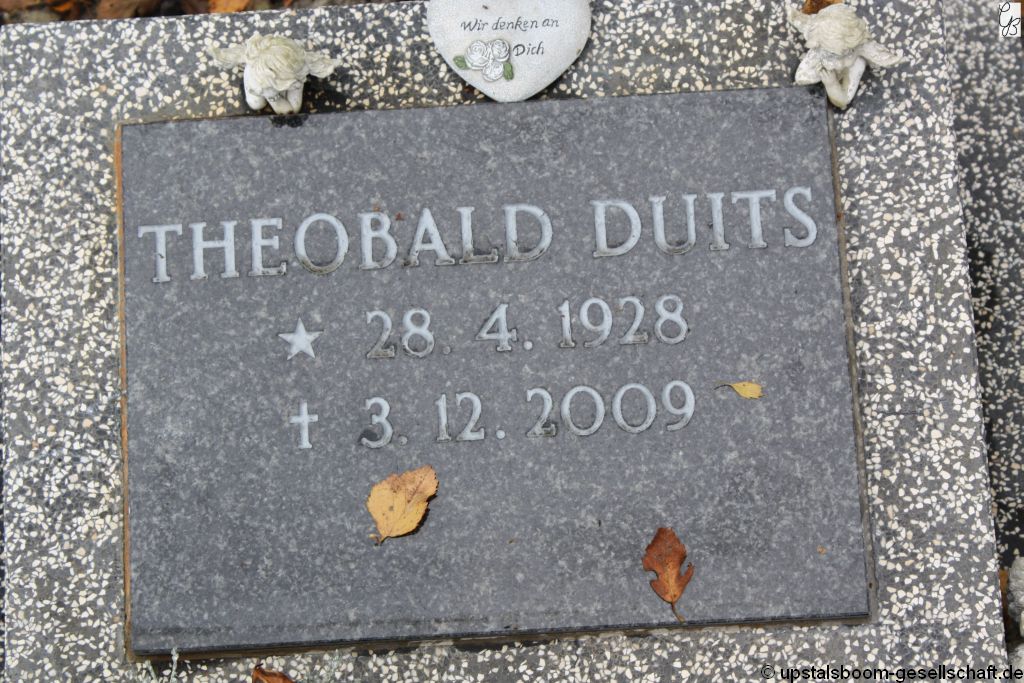 Wir denken an
Dich
THEOBALD DUITS
28. 4. 1928
3. 12. 2009
© upstalsboom-gesellschaft.de